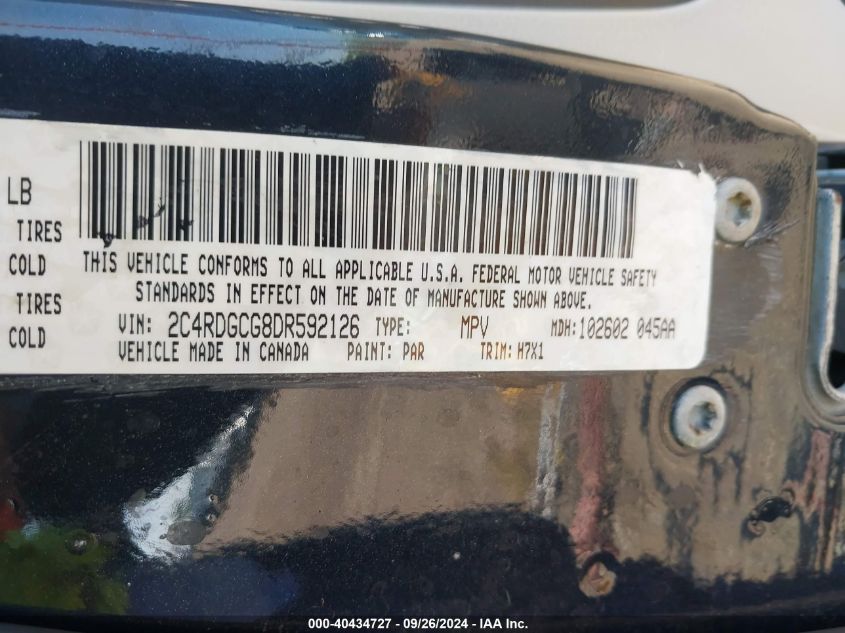 LB
TIRES
COLD
TIRES
COLD
THIS VEHICLE CONFORMS TO ALL APPLICABLE U.S.A. FEDERAL MOTOR VEHICLE SAFETY
STANDARDS IN EFFECT ON THE DATE OF MANUFACTURE SHOWN ABOVE.
VIN: 2C4RDGCG8DR592126 TYPE: MPV MDH:102602 045AA
VEHICLE MADE IN CANADA PAINT: PAR TRIM: H7X1
000-40434727 - 09/26/2024 - IAA Inc.